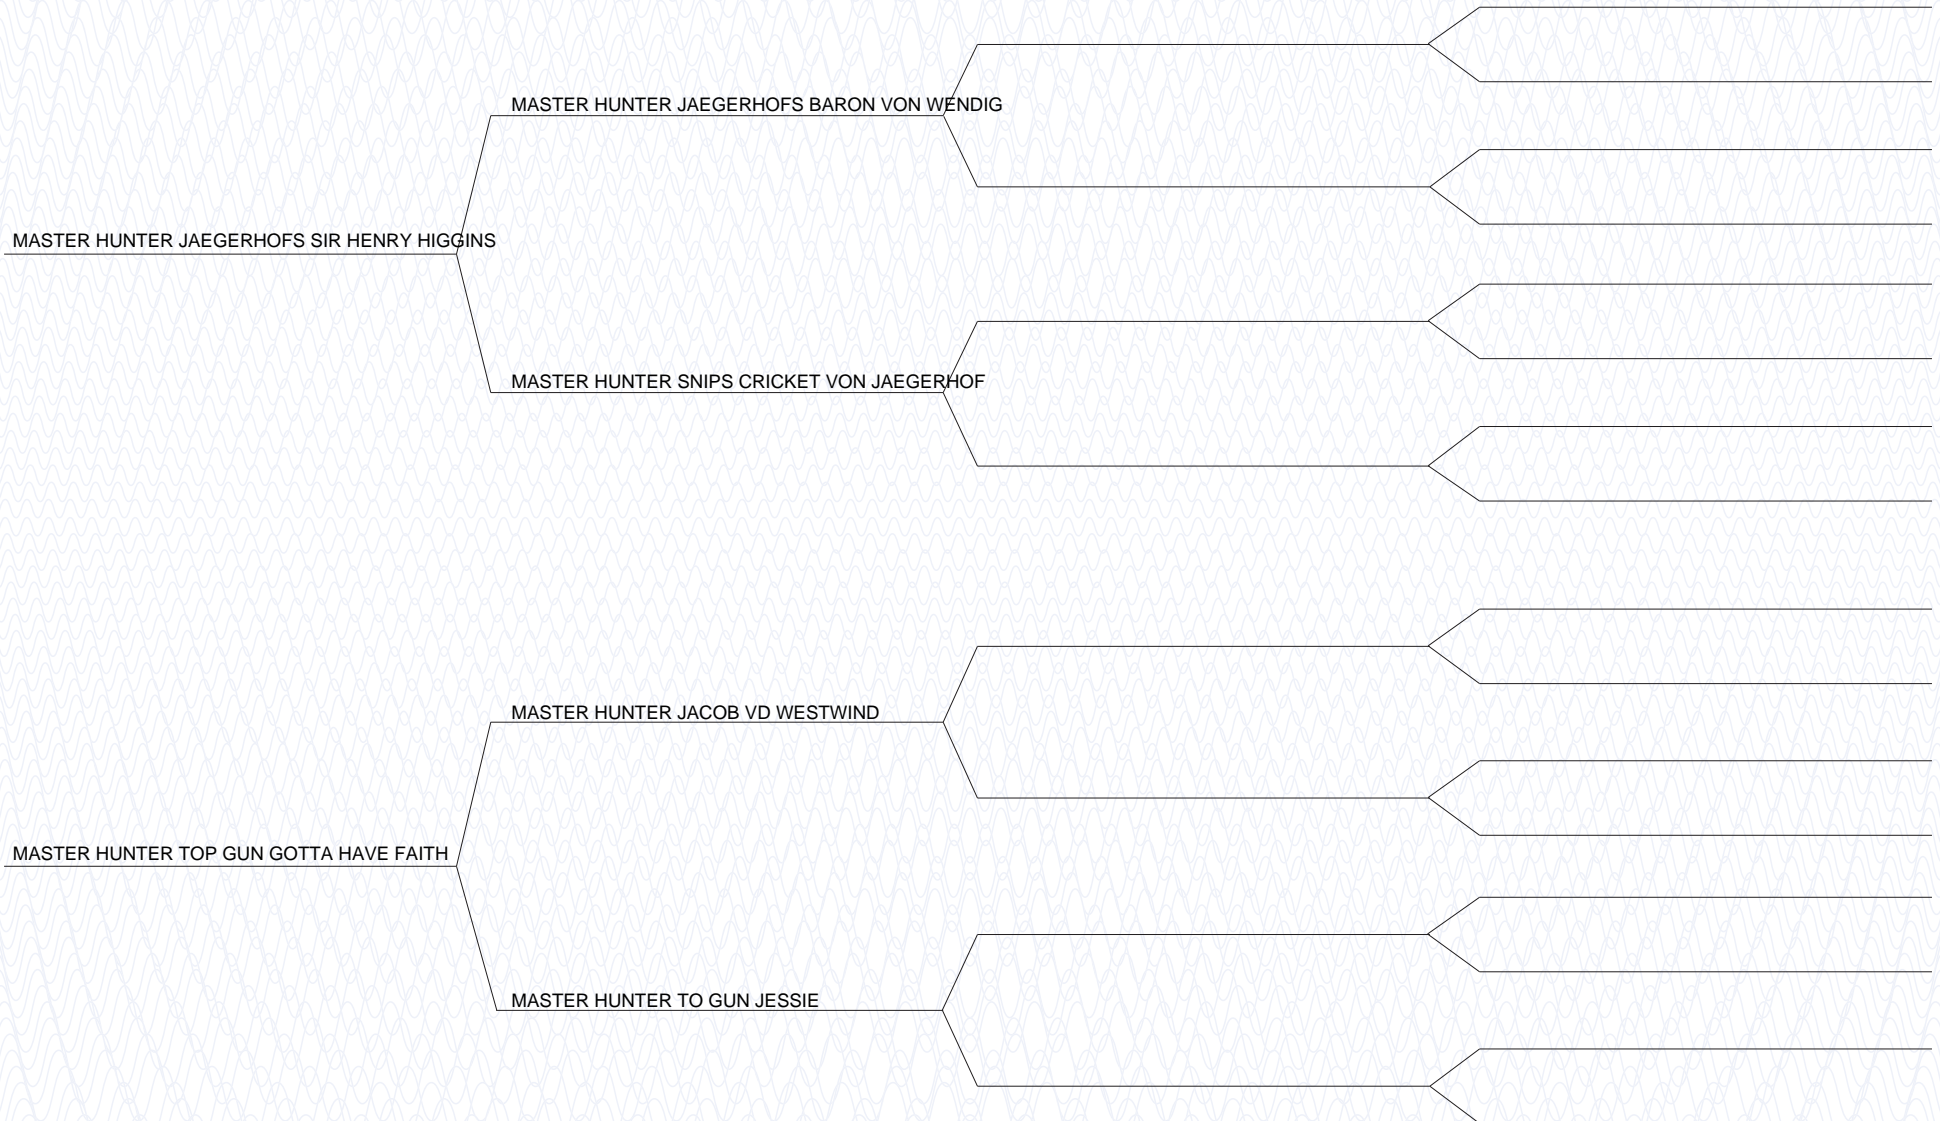 MASTER HUNTER JAEGERHOFS BARON VON WENDIG
MASTER HUNTER JAEGERHOFS SIR HENRY HIGGINS
MASTER HUNTER SNIPS CRICKET VON JAEGERHOF
MASTER HUNTER JACOB VD WESTWIND
MASTER HUNTER TOP GUN GOTTA HAVE FAITH
MASTER HUNTER TO GUN JESSIE